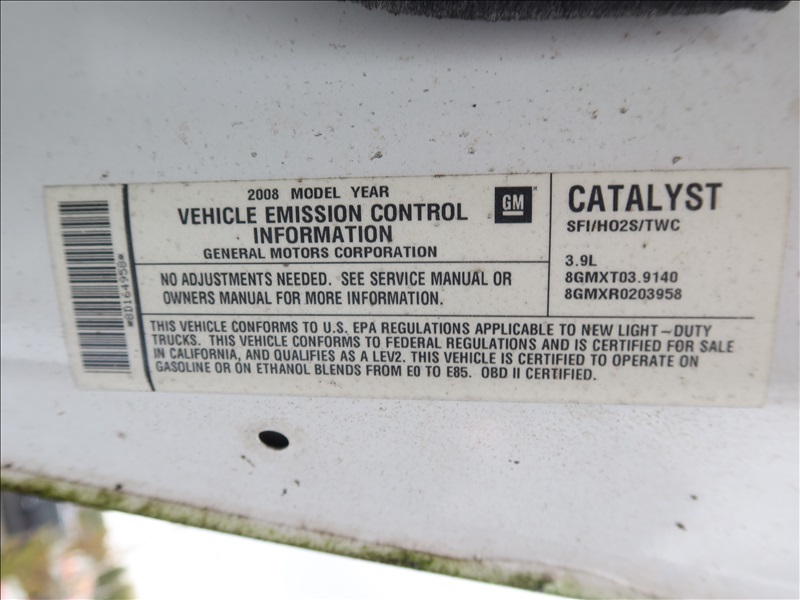 2008 MODEL YEAR
VEHICLE EMISSION CONTROL
INFORMATION
GENERAL MOTORS CORPORATION
GM
CATALYST
SFI/HO2S/TWC
3.9L
8GMXT03.9140
8GMXR0203958
NO ADJUSTMENTS NEEDED. SEE SERVICE MANUAL OR
OWNERS MANUAL FOR MORE INFORMATION.
THIS VEHICLE CONFORMS TO U.S. EPA REGULATIONS APPLICABLE TO NEW LIGHT-DUTY
TRUCKS. THIS VEHICLE CONFORMS TO FEDERAL REGULATIONS AND IS CERTIFIED FOR SALE
IN CALIFORNIA, AND QUALIFIES AS A LEV2. THIS VEHICLE IS CERTIFIED TO OPERATE ON
GASOLINE OR ON ETHANOL BLENDS FROM E0 TO E85. OBD II CERTIFIED.
*8D164958*